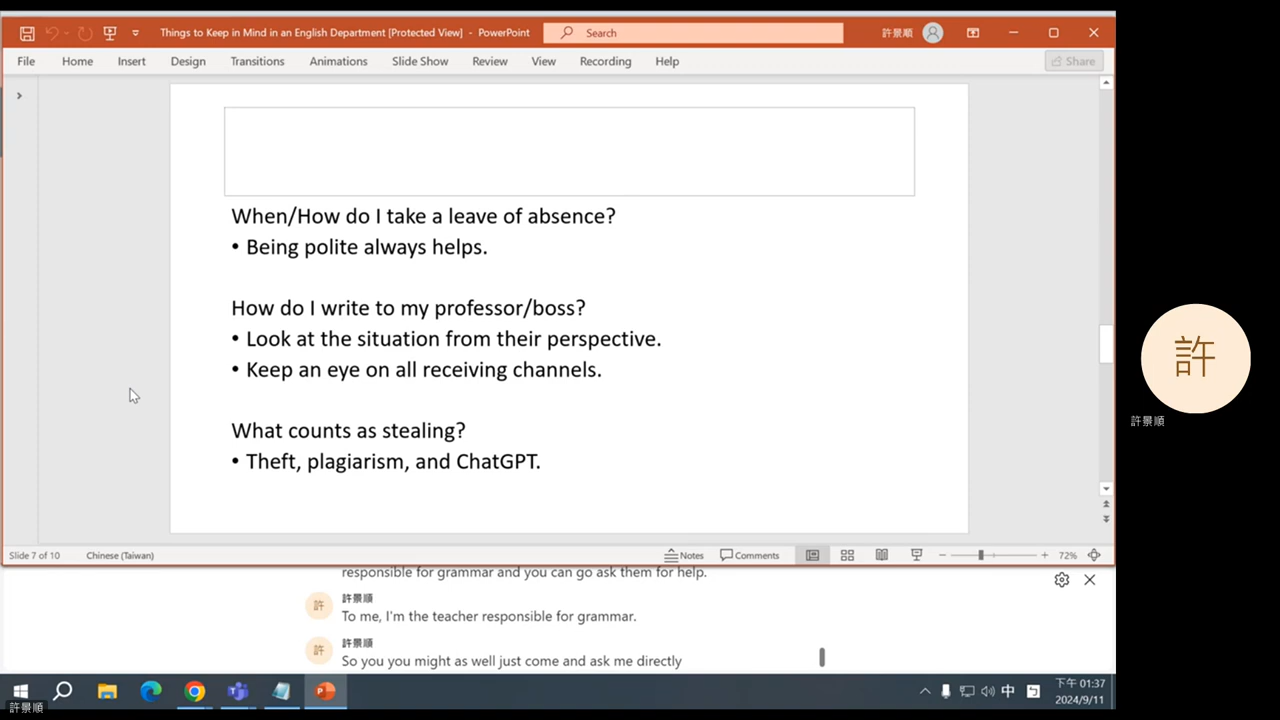 Things to Keep in Mind in an English Department [Protected View] - PowerPoint
Search
許景順
File Home Insert Design Transitions Animations Slide Show Review View Recording Help
Share
When/How do I take a leave of absence?
• Being polite always helps.
How do I write to my professor/boss?
• Look at the situation from their perspective.
• Keep an eye on all receiving channels.
What counts as stealing?
• Theft, plagiarism, and ChatGPT.
許
許景順
Slide 7 of 10 Chinese (Taiwan) Notes Comments 72%
responsible for grammar and you can go ask them for help.
許 許景順
To me, I'm the teacher responsible for grammar.
許 許景順
So you you might as well just come and ask me directly
中
下午 01:37
2024/9/11
許景順